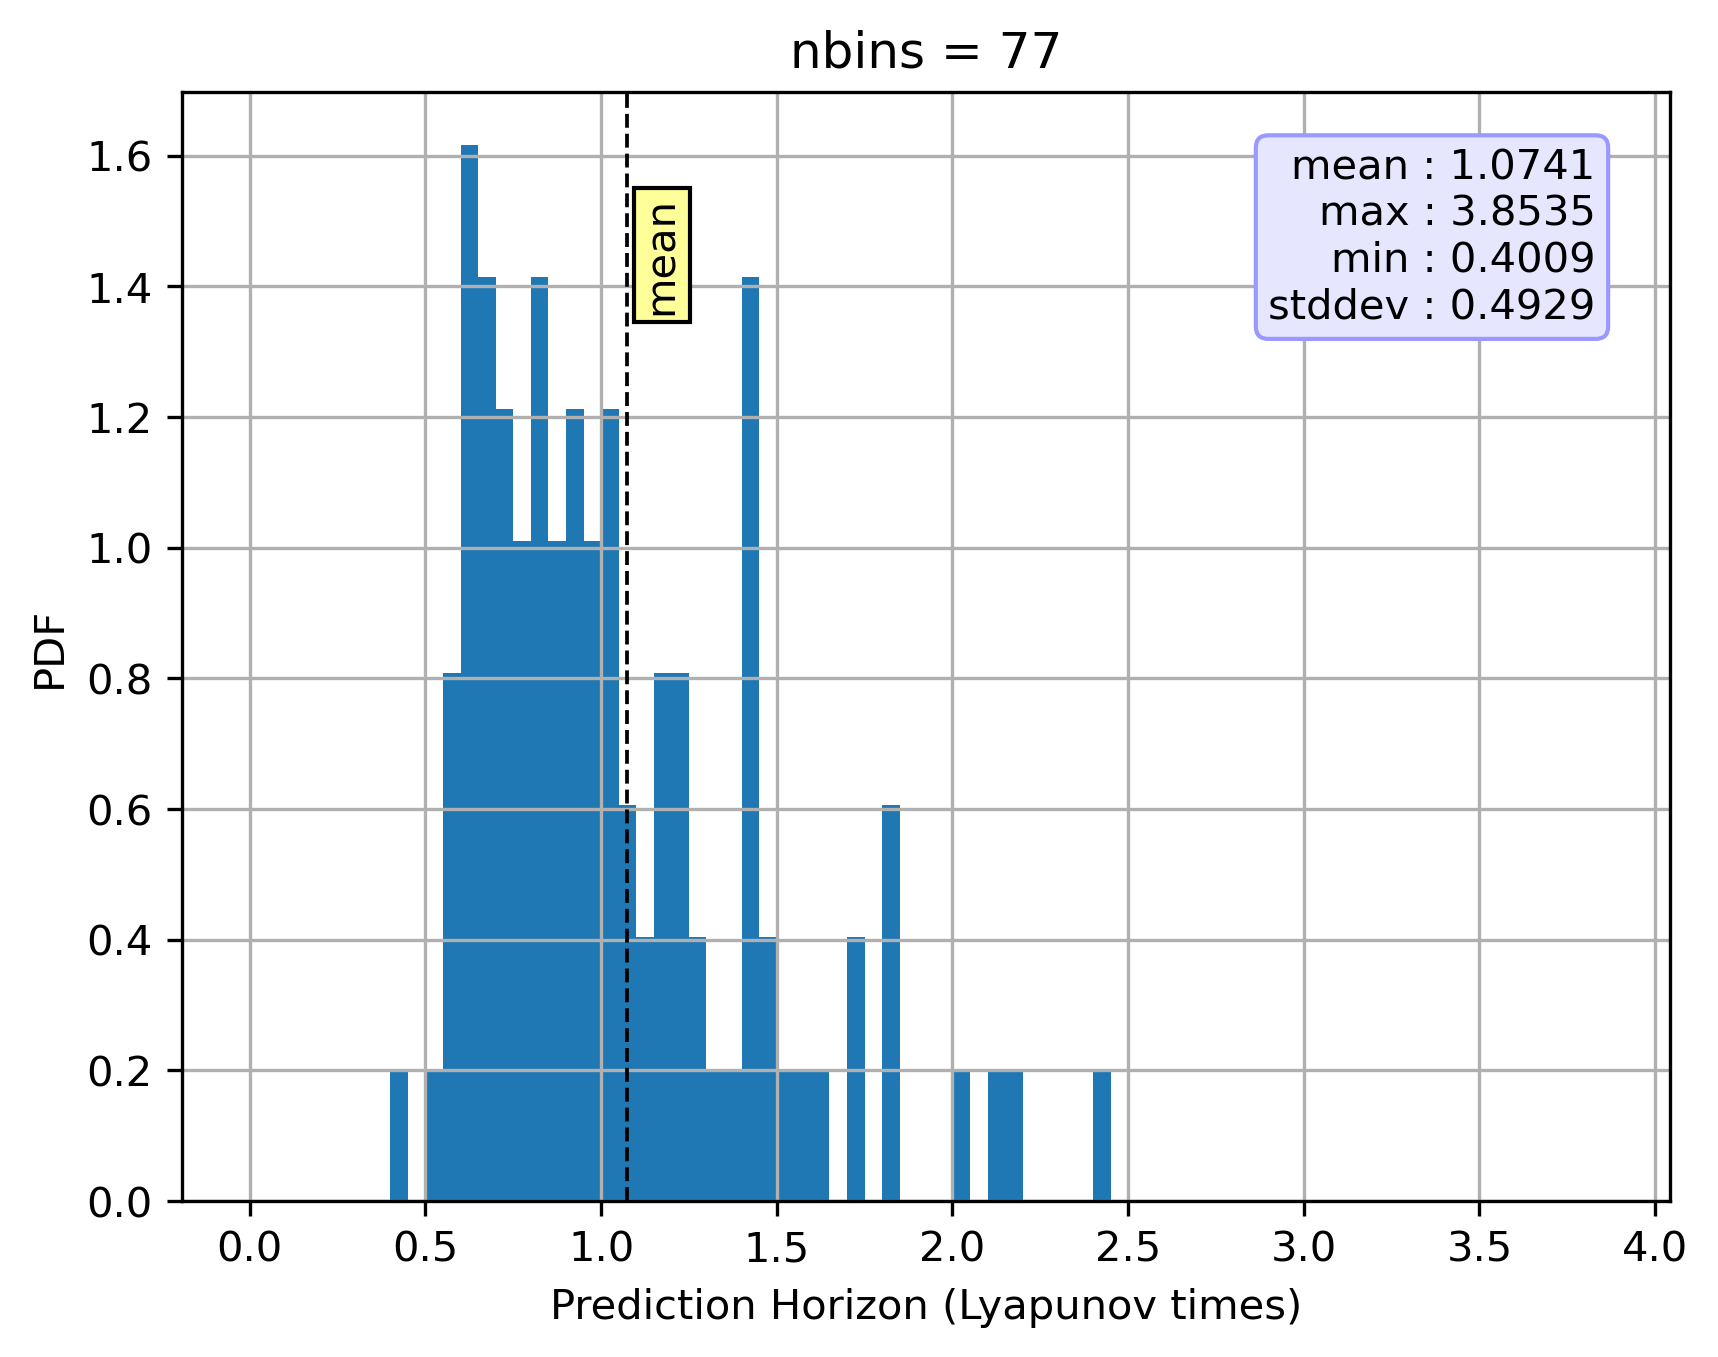 nbins = 77
mean : 1.0741
max : 3.8535
min : 0.4009
stddev : 0.4929
mean
PDF
1.6
1.4
1.2
1.0
0.8
0.6
0.4
0.2
0.0
0.0 0.5 1.0 1.5 2.0 2.5 3.0 3.5 4.0
Prediction Horizon (Lyapunov times)